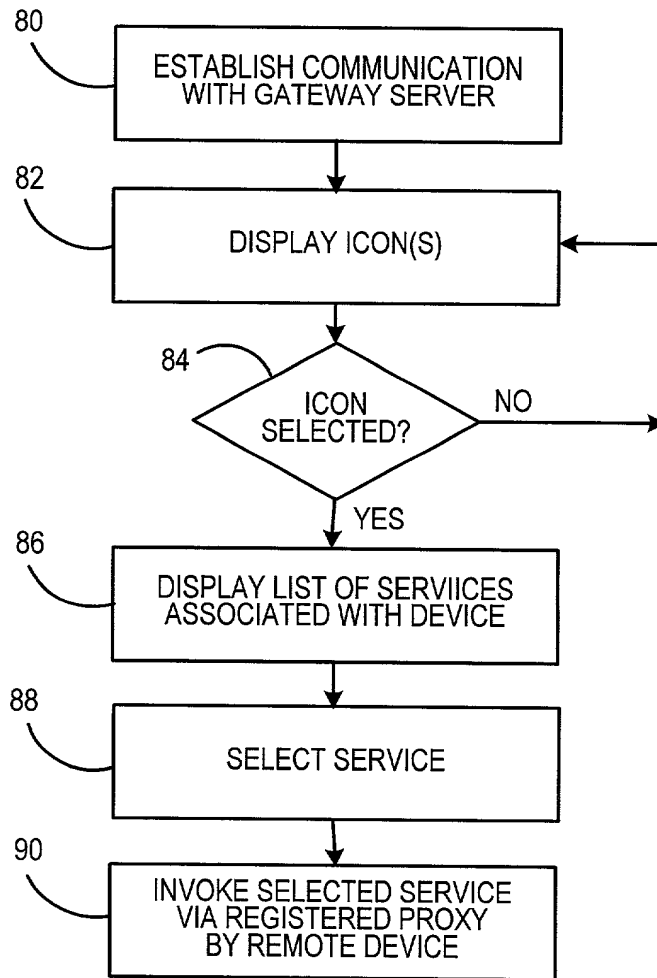 80
ESTABLISH COMMUNICATION
WITH GATEWAY SERVER
82
DISPLAY ICON(S)
84
ICON
SELECTED?
NO
YES
86
DISPLAY LIST OF SERVIICES
ASSOCIATED WITH DEVICE
88
SELECT SERVICE
90
INVOKE SELECTED SERVICE
VIA REGISTERED PROXY
BY REMOTE DEVICE